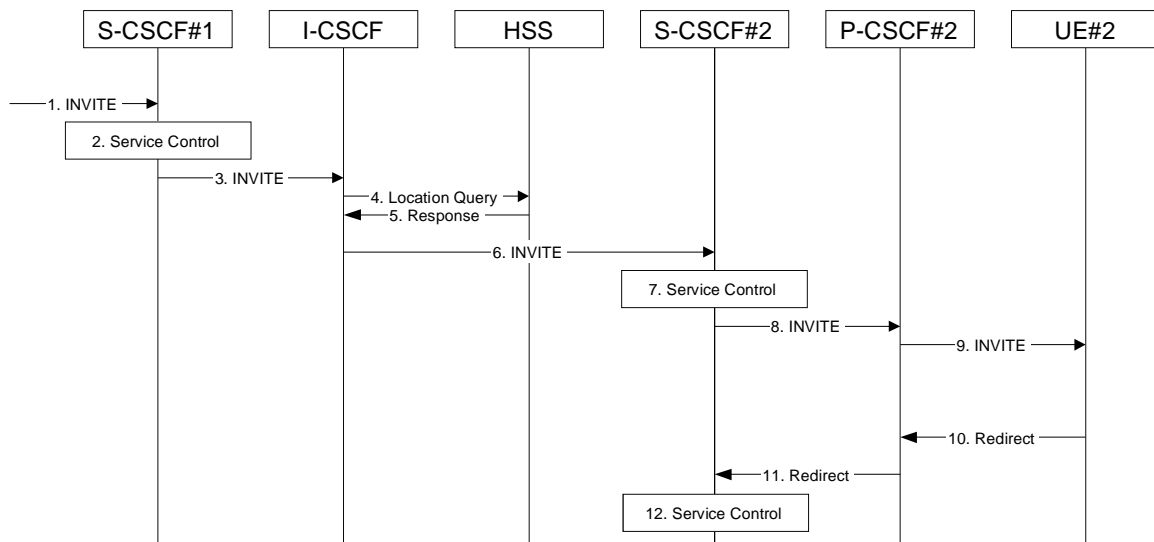 S-CSCF#1
I-CSCF
HSS
S-CSCF#2
P-CSCF#2
UE#2
1. INVITE
2. Service Control
3. INVITE
4. Location Query
5. Response
6. INVITE
7. Service Control
8. INVITE
9. INVITE
10. Redirect
11. Redirect
12. Service Control